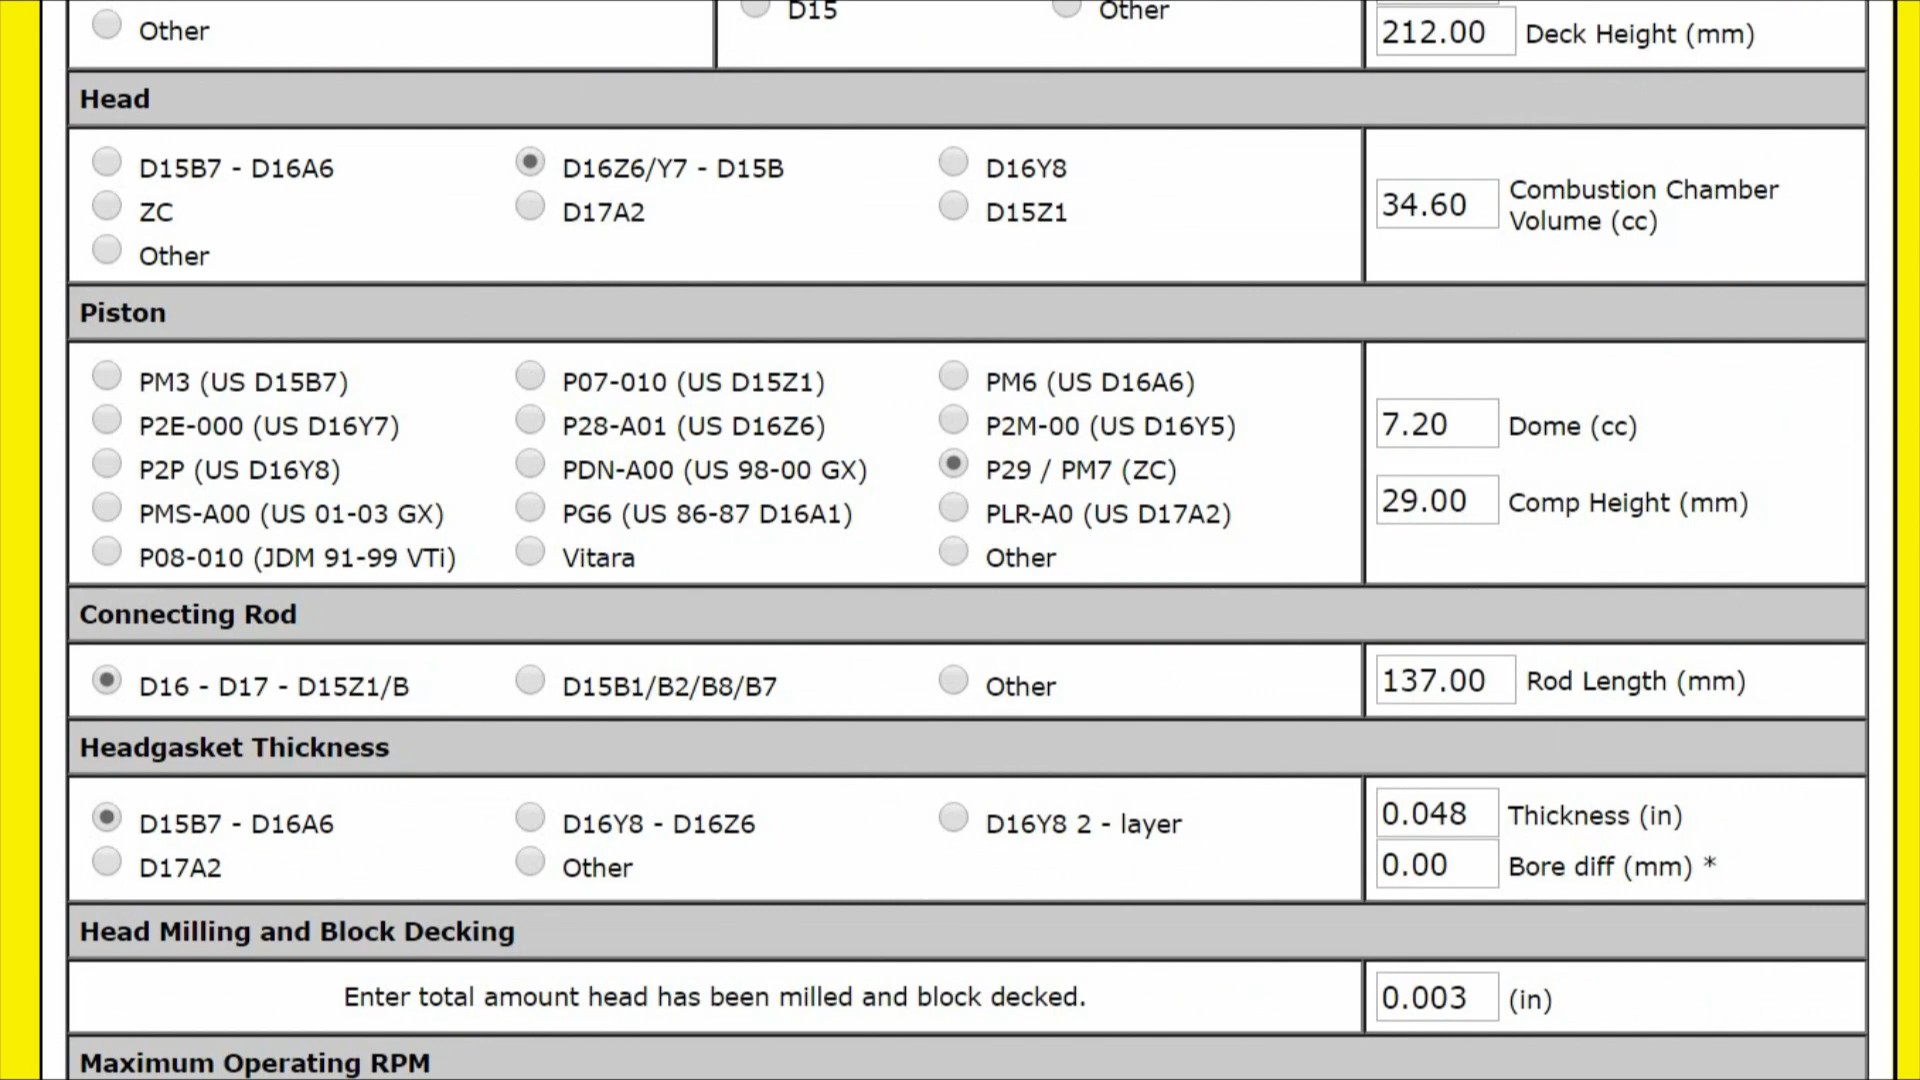 Other
D15
Other
212.00 Deck Height (mm)
Head
D15B7 - D16A6
D16Z6/Y7 - D15B
D16Y8
ZC
D17A2
D15Z1
Other
34.60 Combustion Chamber
Volume (cc)
Piston
PM3 (US D15B7)
P07-010 (US D15Z1)
PM6 (US D16A6)
P2E-000 (US D16Y7)
P28-A01 (US D16Z6)
P2M-00 (US D16Y5)
P2P (US D16Y8)
PDN-A00 (US 98-00 GX)
P29 / PM7 (ZC)
PMS-A00 (US 01-03 GX)
PG6 (US 86-87 D16A1)
PLR-A0 (US D17A2)
P08-010 (JDM 91-99 VTi)
Vitara
Other
7.20 Dome (cc)
29.00 Comp Height (mm)
Connecting Rod
D16 - D17 - D15Z1/B
D15B1/B2/B8/B7
Other
137.00 Rod Length (mm)
Headgasket Thickness
D15B7 - D16A6
D16Y8 - D16Z6
D16Y8 2 - layer
D17A2
Other
0.048 Thickness (in)
0.00 Bore diff (mm) *
Head Milling and Block Decking
Enter total amount head has been milled and block decked.
0.003 (in)
Maximum Operating RPM